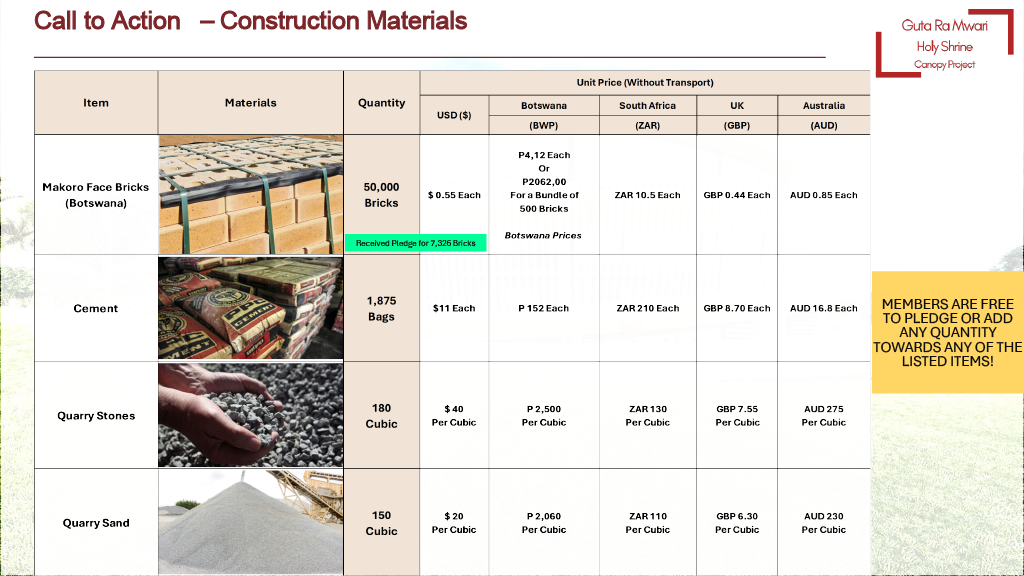 Call to Action – Construction Materials
Guta Ra Mwari
Holy Shrine
Canopy Project
Item
Materials
Quantity
Unit Price (Without Transport)
USD ($)
Botswana
South Africa
UK
Australia
(BWP)
(ZAR)
(GBP)
(AUD)
Makoro Face Bricks
(Botswana)
50,000
Bricks
$ 0.55 Each
P4,12 Each
Or
P2062,00
For a Bundle of
500 Bricks
Botswana Prices
ZAR 10.5 Each
GBP 0.44 Each
AUD 0.85 Each
Received Pledge for 7,326 Bricks
Cement
CEMENT
1,875
Bags
$11 Each
P 152 Each
ZAR 210 Each
GBP 8.70 Each
AUD 16.8 Each
MEMBERS ARE FREE
TO PLEDGE OR ADD
ANY QUANTITY
TOWARDS ANY OF THE
LISTED ITEMS!
Quarry Stones
180
Cubic
$ 40
Per Cubic
P 2,500
Per Cubic
ZAR 130
Per Cubic
GBP 7.55
Per Cubic
AUD 275
Per Cubic
Quarry Sand
150
Cubic
$ 20
Per Cubic
P 2,060
Per Cubic
ZAR 110
Per Cubic
GBP 6.30
Per Cubic
AUD 230
Per Cubic